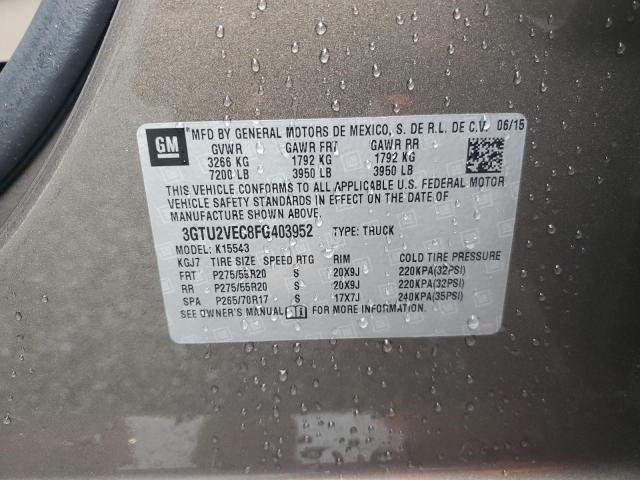 GM
MFD BY GENERAL MOTORS DE MEXICO, S. DE R.L. DE C.V. 06/15
GVWR GAWR FRT GAWR RR
3266 KG 1792 KG 1792 KG
7200 LB 3950 LB 3950 LB
THIS VEHICLE CONFORMS TO ALL APPLICABLE U.S. FEDERAL MOTOR
VEHICLE SAFETY STANDARDS IN EFFECT ON THE DATE OF
MANUFACTURE SHOWN ABOVE.
3GTU2VEC8FG403952 TYPE: TRUCK
MODEL: K15543
KGJ7 TIRE SIZE SPEED RTG RIM COLD TIRE PRESSURE
FRT P275/55R20 S 20X9J 220KPA(32PSI)
RR P275/55R20 S 20X9J 220KPA(32PSI)
SPA P265/70R17 S 17X7J 240KPA(35PSI)
SEE OWNER'S MANUAL FOR MORE INFORMATION.